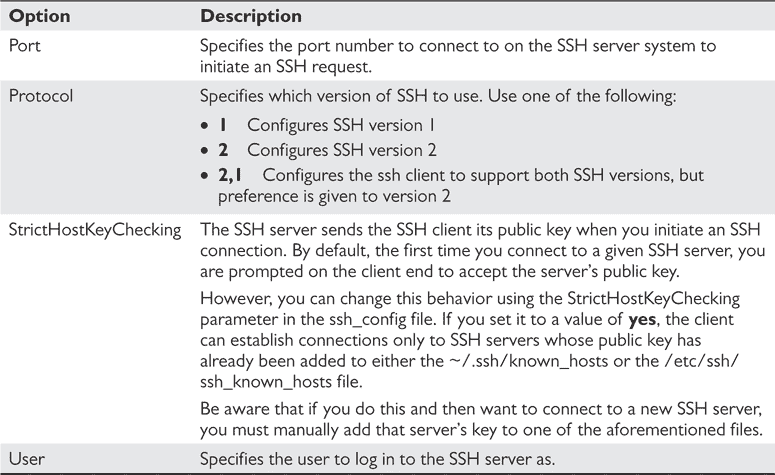 Option Description
Port Specifies the port number to connect to on the SSH server system to
initiate an SSH request.
Protocol Specifies which version of SSH to use. Use one of the following:
• 1 Configures SSH version 1
• 2 Configures SSH version 2
• 2,1 Configures the ssh client to support both SSH versions, but
preference is given to version 2
StrictHostKeyChecking The SSH server sends the SSH client its public key when you initiate an SSH
connection. By default, the first time you connect to a given SSH server, you
are prompted on the client end to accept the server’s public key.
However, you can change this behavior using the StrictHostKeyChecking
parameter in the ssh_config file. If you set it to a value of yes, the client
can establish connections only to SSH servers whose public key has
already been added to either the ~/.ssh/known_hosts or the /etc/ssh/
ssh_known_hosts file.
Be aware that if you do this and then want to connect to a new SSH server,
you must manually add that server’s key to one of the aforementioned files.
User Specifies the user to log in to the SSH server as.